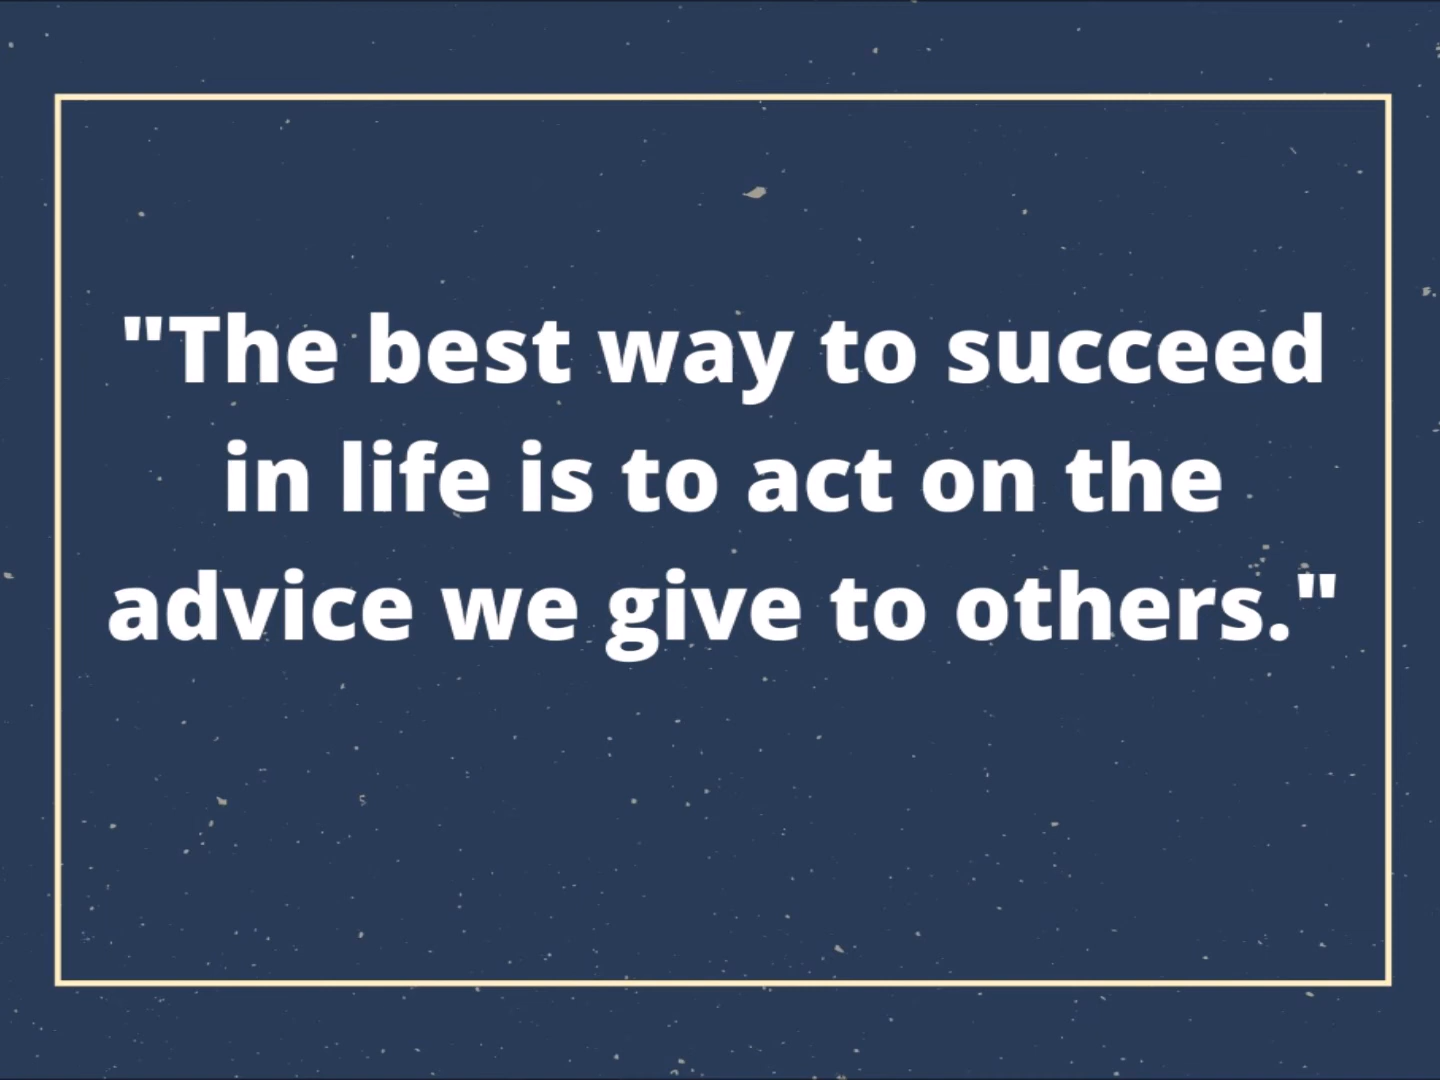 "The best way to succeed
in life is to act on the
advice we give to others."